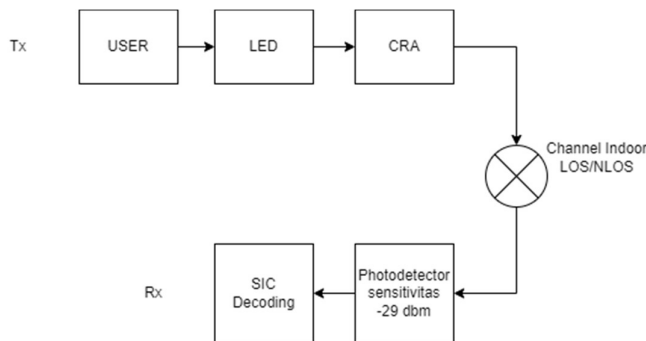 Tx
USER
LED
CRA
Channel Indoor
LOS/NLOS
Rx
SIC
Decoding
Photodetector
sensitivitas
-29 dbm